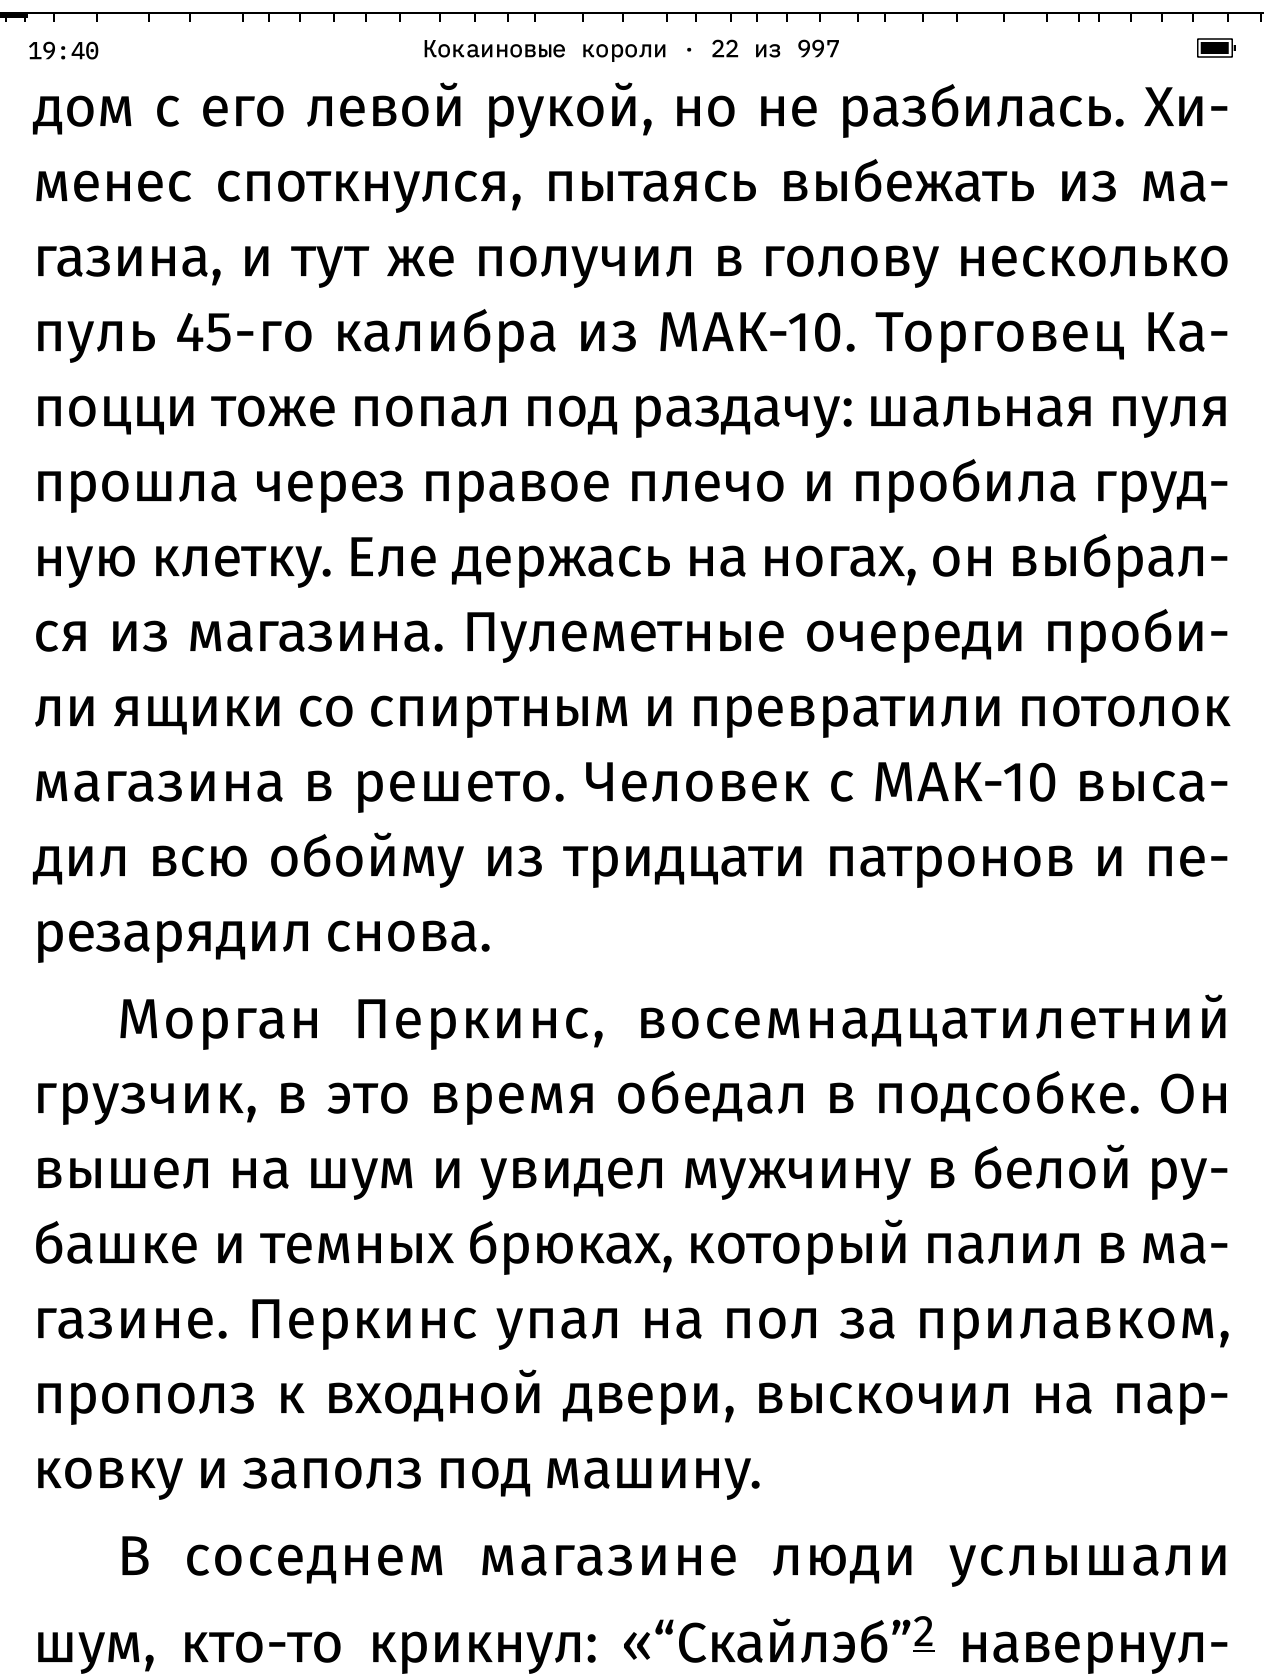 19:40 Кокаиновые короли · 22 из 997
дом с его левой рукой, но не разбилась. Хи-
менес споткнулся, пытаясь выбежать из ма-
газина, и тут же получил в голову несколько
пуль 45-го калибра из МАК-10. Торговец Ка-
поцци тоже попал под раздачу: шальная пуля
прошла через правое плечо и пробила груд-
ную клетку. Еле держась на ногах, он выбрал-
ся из магазина. Пулеметные очереди проби-
ли ящики со спиртным и превратили потолок
магазина в решето. Человек с МАК-10 выса-
дил всю обойму из тридцати патронов и пе-
резарядил снова.
Морган Перкинс, восемнадцатилетний
грузчик, в это время обедал в подсобке. Он
вышел на шум и увидел мужчину в белой ру-
башке и темных брюках, который палил в ма-
газине. Перкинс упал на пол за прилавком,
прополз к входной двери, выскочил на пар-
ковку и заполз под машину.
В соседнем магазине люди услышали
шум, кто-то крикнул: «“Скайлэб”2 навернул-